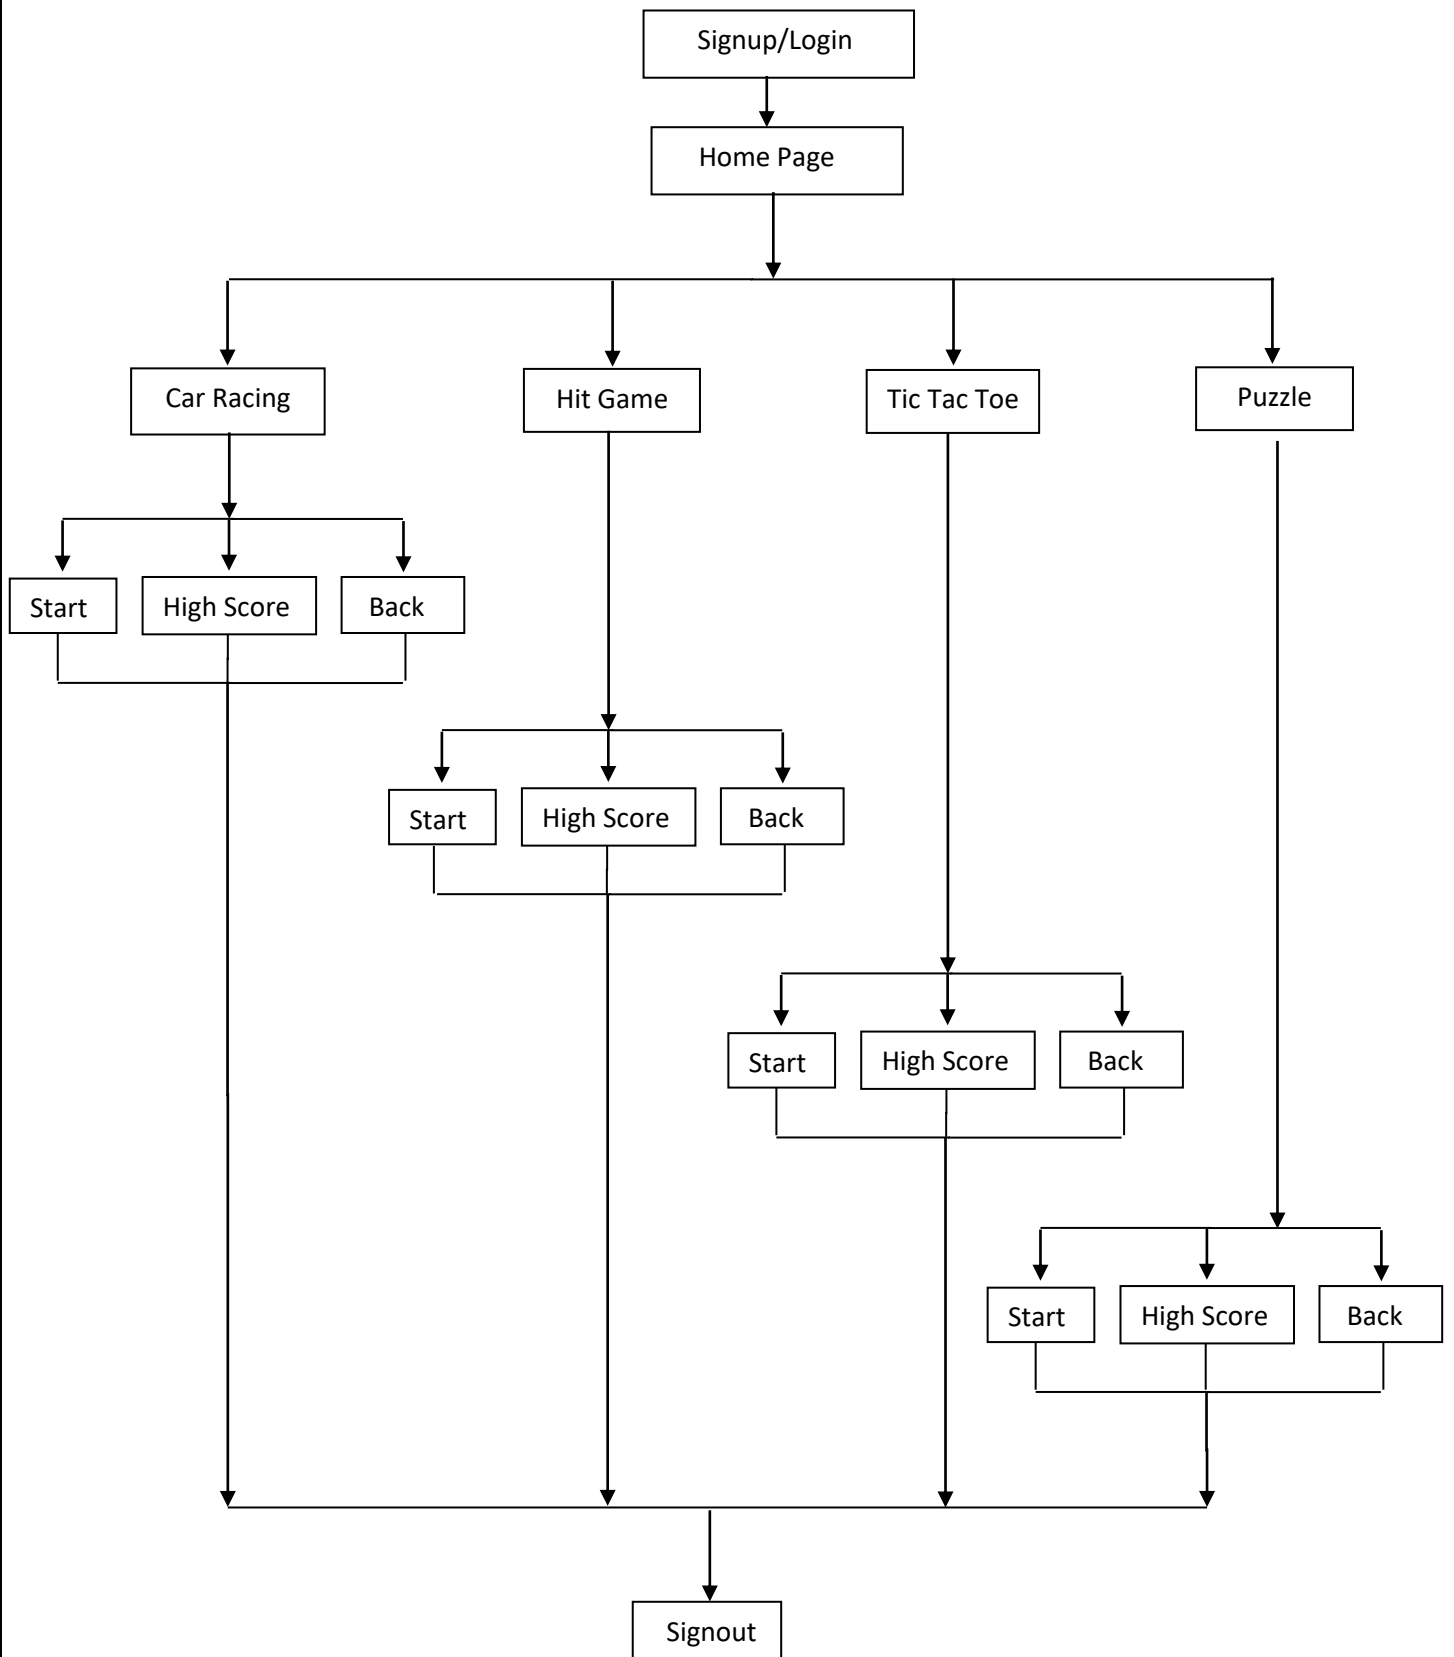 Signup/Login
Home Page
Car Racing
Hit Game
Tic Tac Toe
Puzzle
Start
High Score
Back
Start
High Score
Back
Start
High Score
Back
Start
High Score
Back
Signout